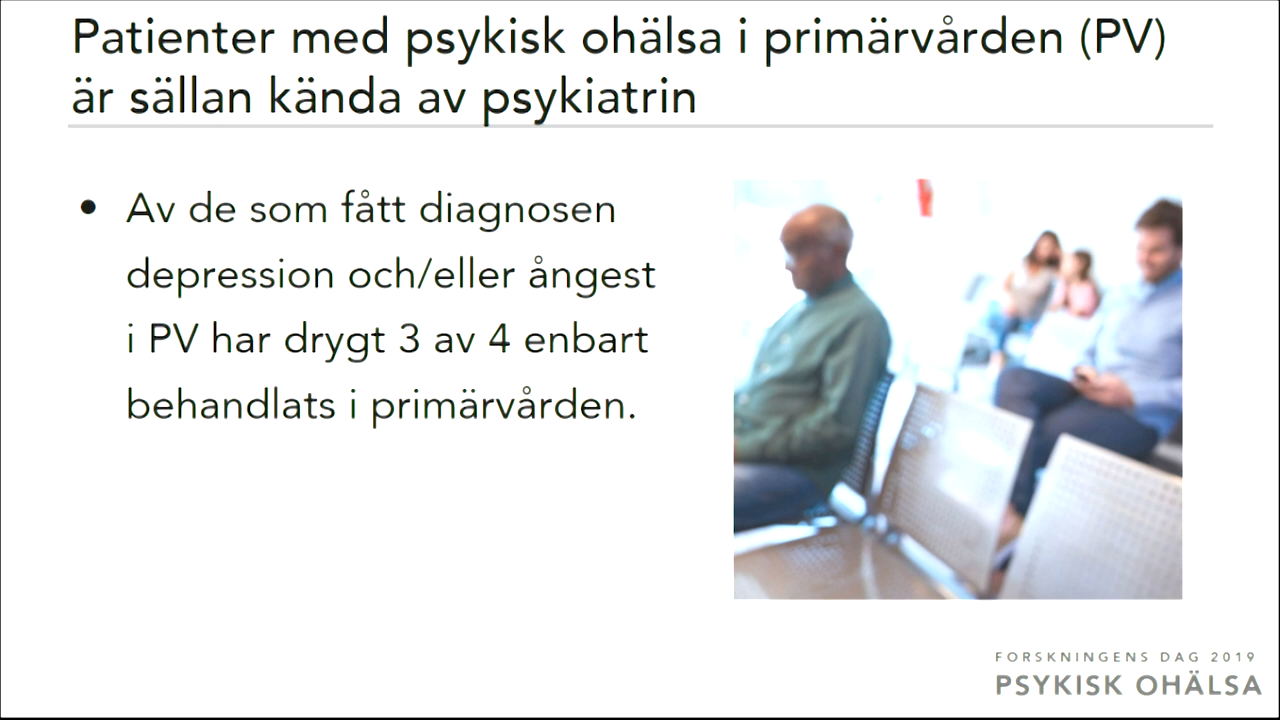 Patienter med psykisk ohälsa i primärvården (PV)
är sällan kända av psykiatrin
• Av de som fått diagnosen
depression och/eller ångest
i PV har drygt 3 av 4 enbart
behandlats i primärvården.
FORSKNINGENS DAG 2019
PSYKISK OHÄLSA